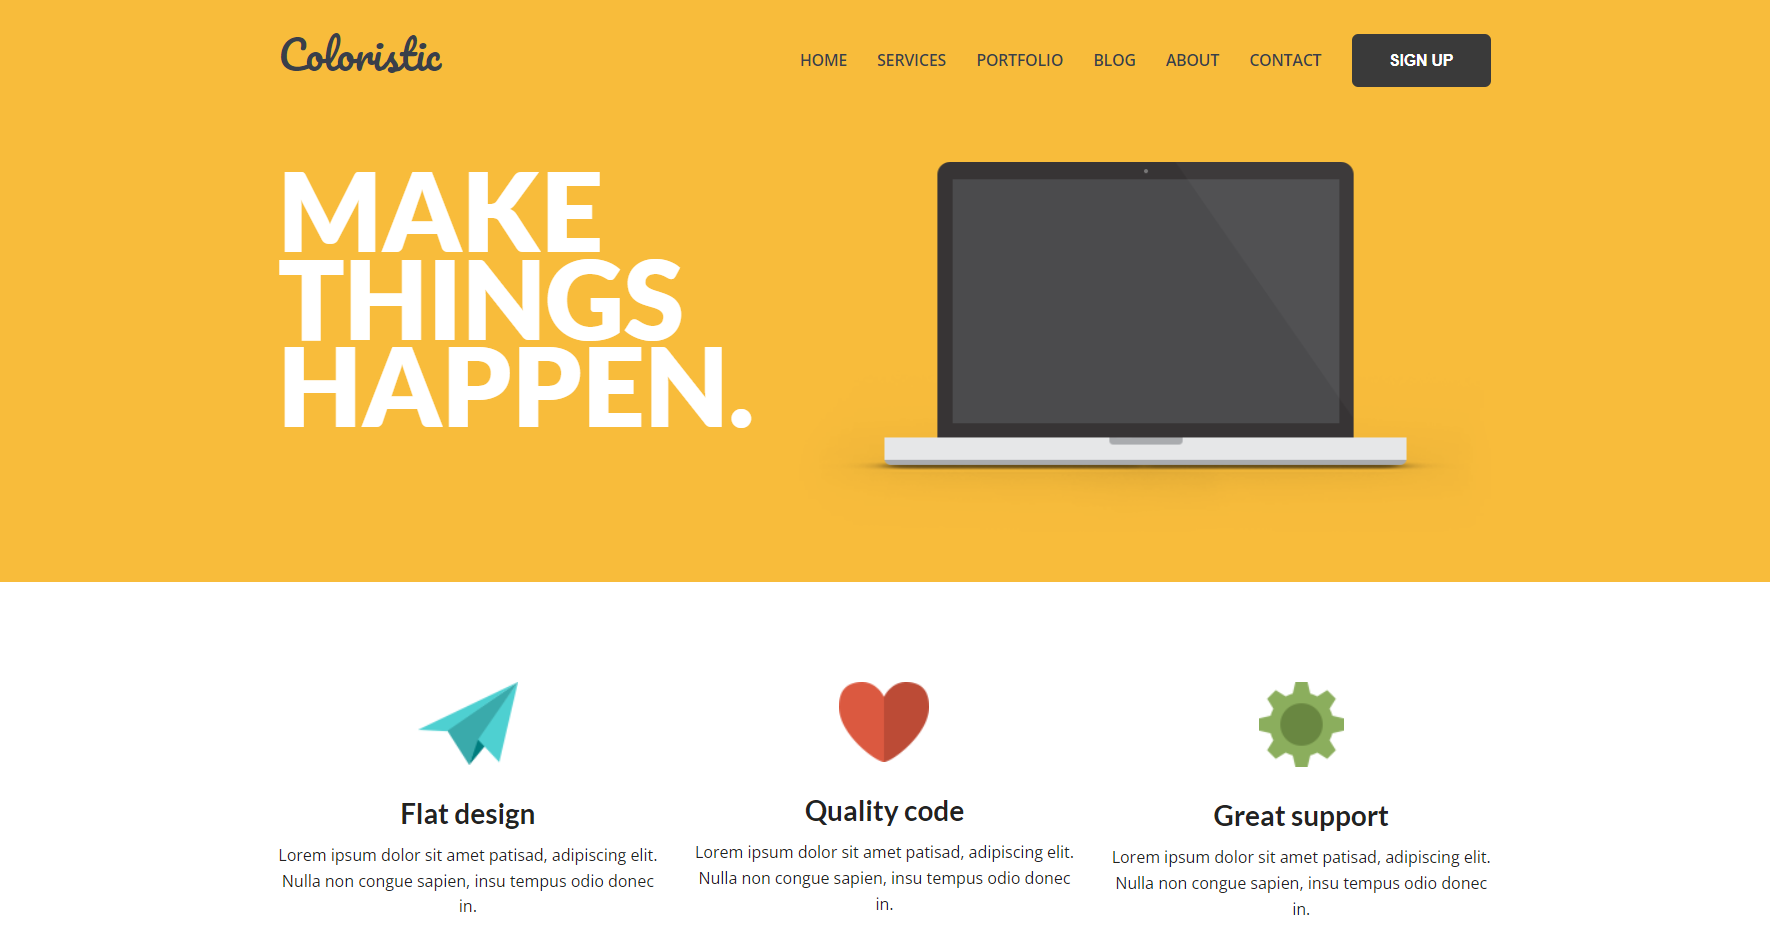 Coloristic
HOME SERVICES PORTFOLIO BLOG ABOUT CONTACT SIGN UP
MAKE
THINGS
HAPPEN.
Flat design
Lorem ipsum dolor sit amet patisad, adipiscing elit.
Nulla non congue sapien, insu tempus odio donec
in.
Quality code
Lorem ipsum dolor sit amet patisad, adipiscing elit.
Nulla non congue sapien, insu tempus odio donec
in.
Great support
Lorem ipsum dolor sit amet patisad, adipiscing elit.
Nulla non congue sapien, insu tempus odio donec
in.